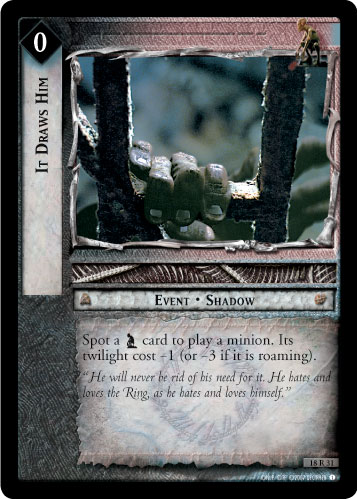 0
It Draws Him
Event • Shadow
Spot a card to play a minion. Its
twilight cost -1 (or -3 if it is roaming).
"He will never be rid of his need for it. He hates and
loves the Ring, as he hates and loves himself."
18 R 31